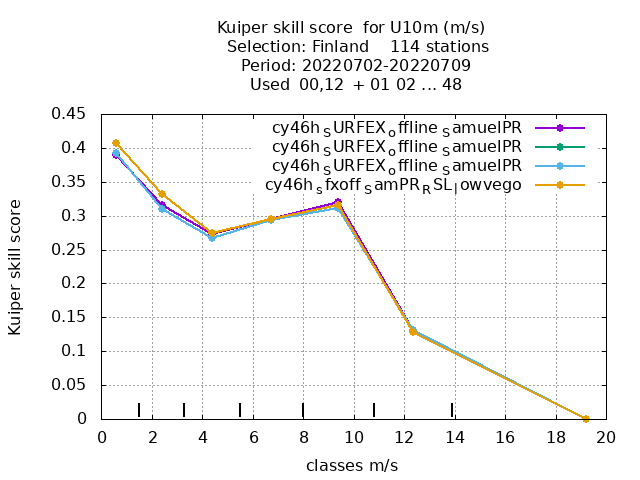 Kuiper skill score for U10m (m/s)
Selection: Finland 114 stations
Period: 20220702-20220709
Used 00,12 + 01 02 ... 48
cy46h_SURFEX_offline_SamuelPR
cy46h_SURFEX_offline_SamuelPR
cy46h_SURFEX_offline_SamuelPR
cy46h_sfxoff_SamPR_RSL_lowvego
Kuiper skill score
0.45
0.4
0.35
0.3
0.25
0.2
0.15
0.1
0.05
0
0 2 4 6 8 10 12 14 16 18 20
classes m/s